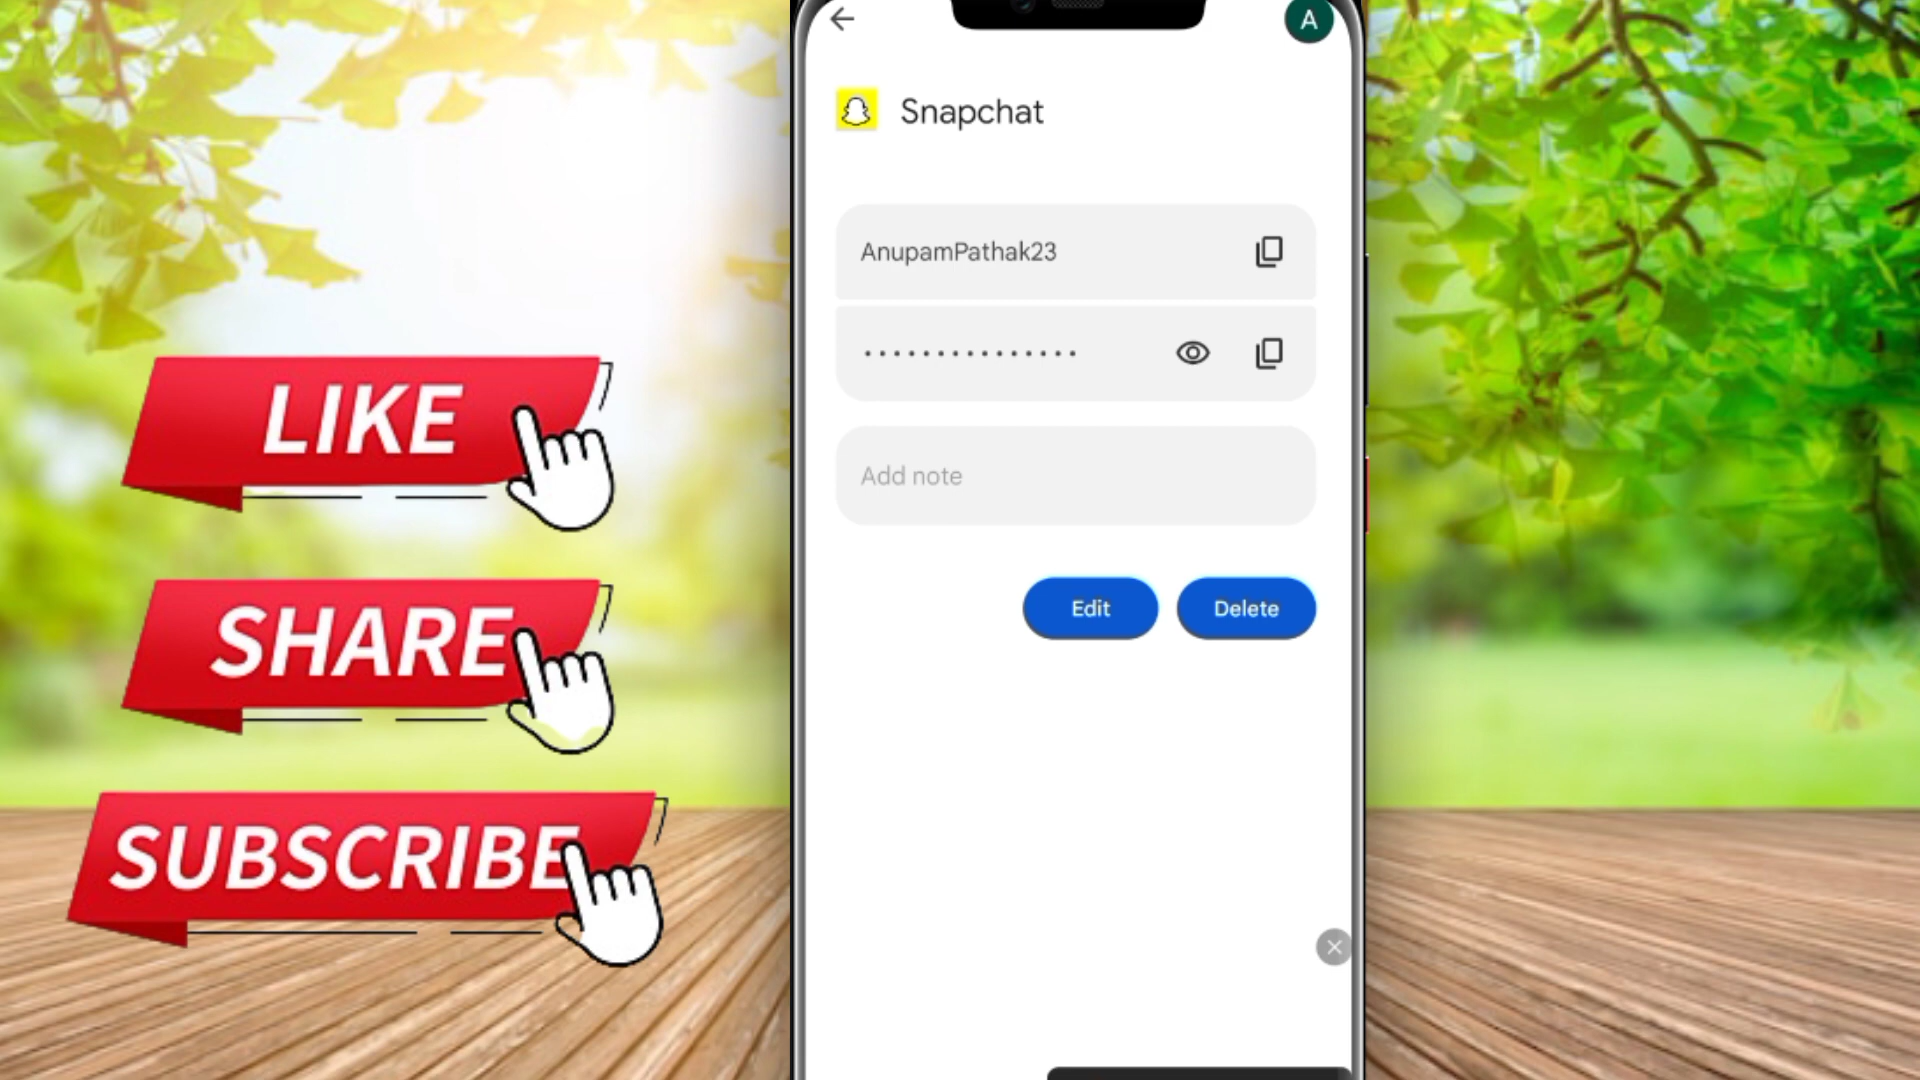 LIKE
SHARE
SUBSCRIBE
A
Snapchat
AnupamPathak23
Add note
Edit
Delete